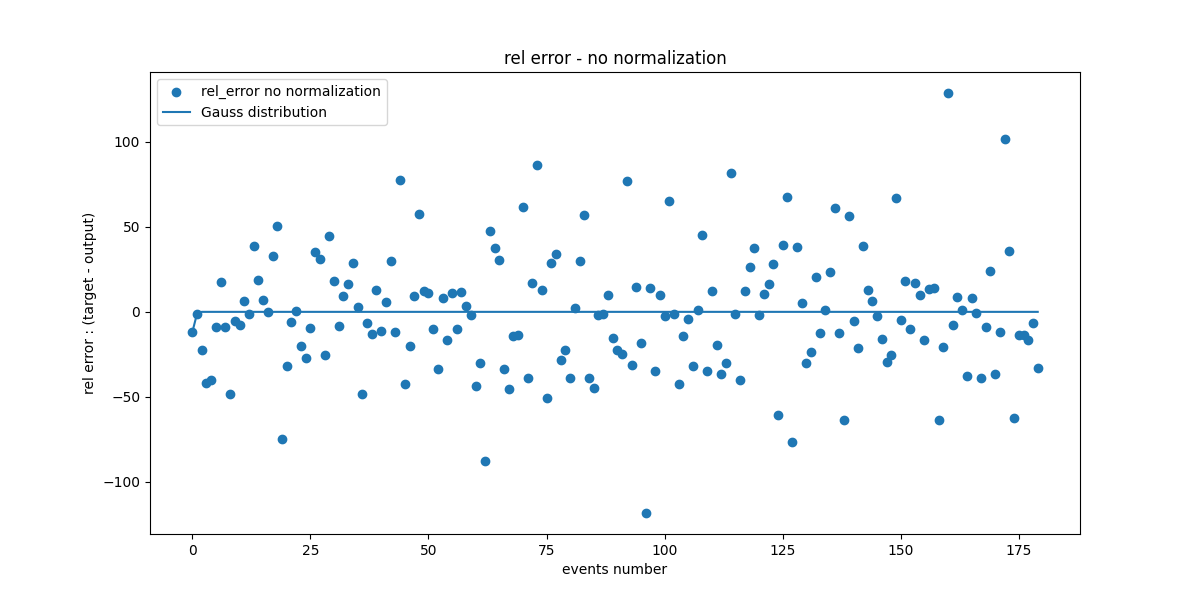 rel error - no normalization
rel_error no normalization
Gauss distribution
rel error : (target - output)
100
50
0
−50
−100
0 25 50 75 100 125 150 175
events number